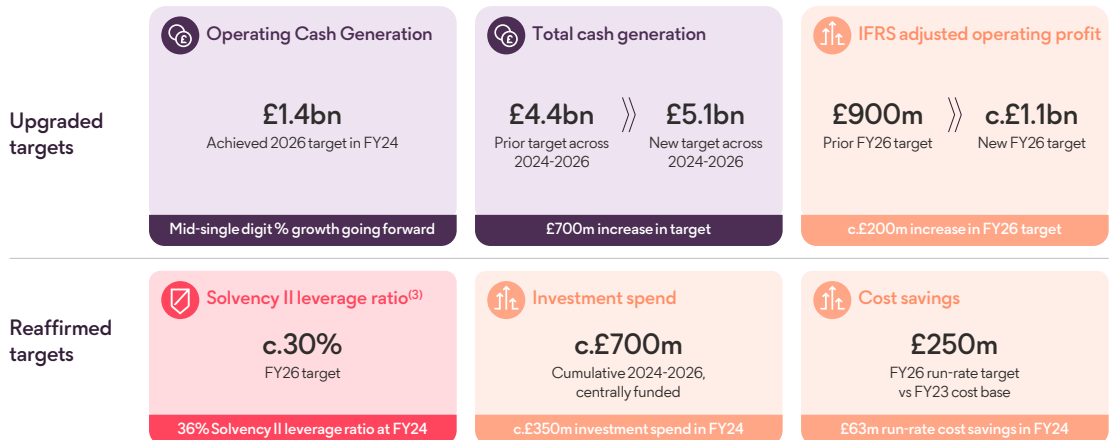 Upgraded
targets
Operating Cash Generation
£1.4bn
Achieved 2026 target in FY24
Mid-single digit % growth going forward
Total cash generation
£4.4bn
Prior target across
2024-2026
£5.1bn
New target across
2024-2026
£700m increase in target
IFRS adjusted operating profit
£900m
Prior FY26 target
c.£1.1bn
New FY26 target
c.£200m increase in FY26 target
Reaffirmed
targets
Solvency II leverage ratio(3)
c.30%
FY26 target
36% Solvency II leverage ratio at FY24
Investment spend
c.£700m
Cumulative 2024-2026,
centrally funded
c.£350m investment spend in FY24
Cost savings
£250m
FY26 run-rate target
vs FY23 cost base
£63m run-rate cost savings in FY24